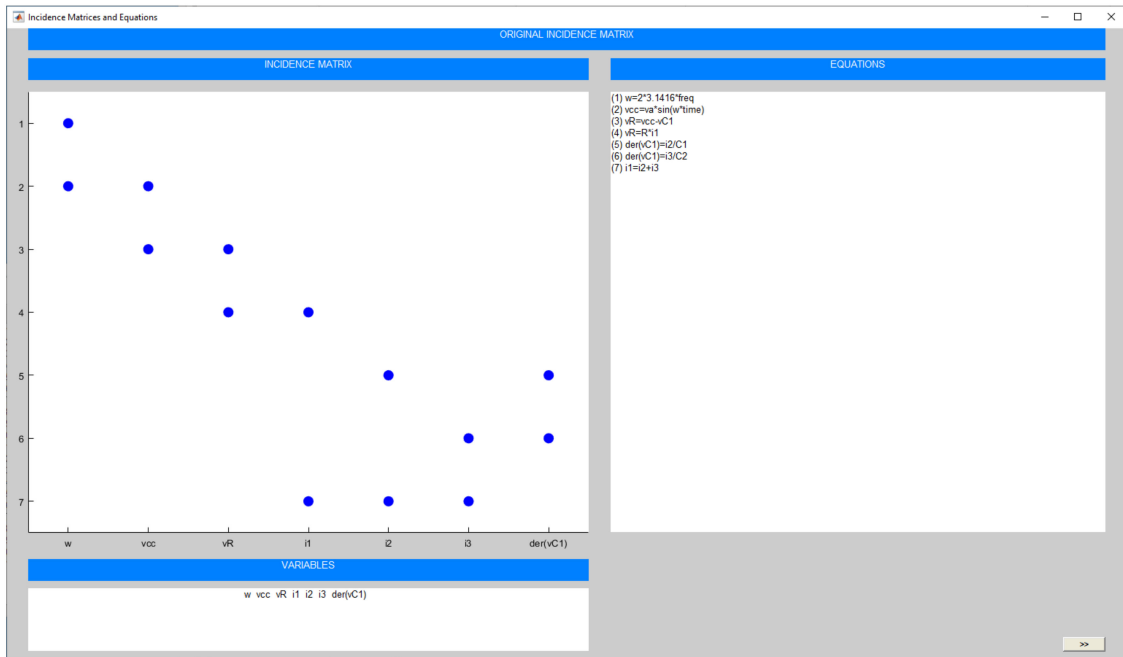 Incidence Matrices and Equations
ORIGINAL INCIDENCE MATRIX
INCIDENCE MATRIX
1
2
3
4
5
6
7
w vcc vR i1 i2 i3 der(vC1)
VARIABLES
w vcc vR i1 i2 i3 der(vC1)
EQUATIONS
(1) w=2*3.1416*freq
(2) vcc=va*sin(w*time)
(3) vR=vcc-vC1
(4) vR=R*i1
(5) der(vC1)=i2/C1
(6) der(vC1)=i3/C2
(7) i1=i2+i3
>>